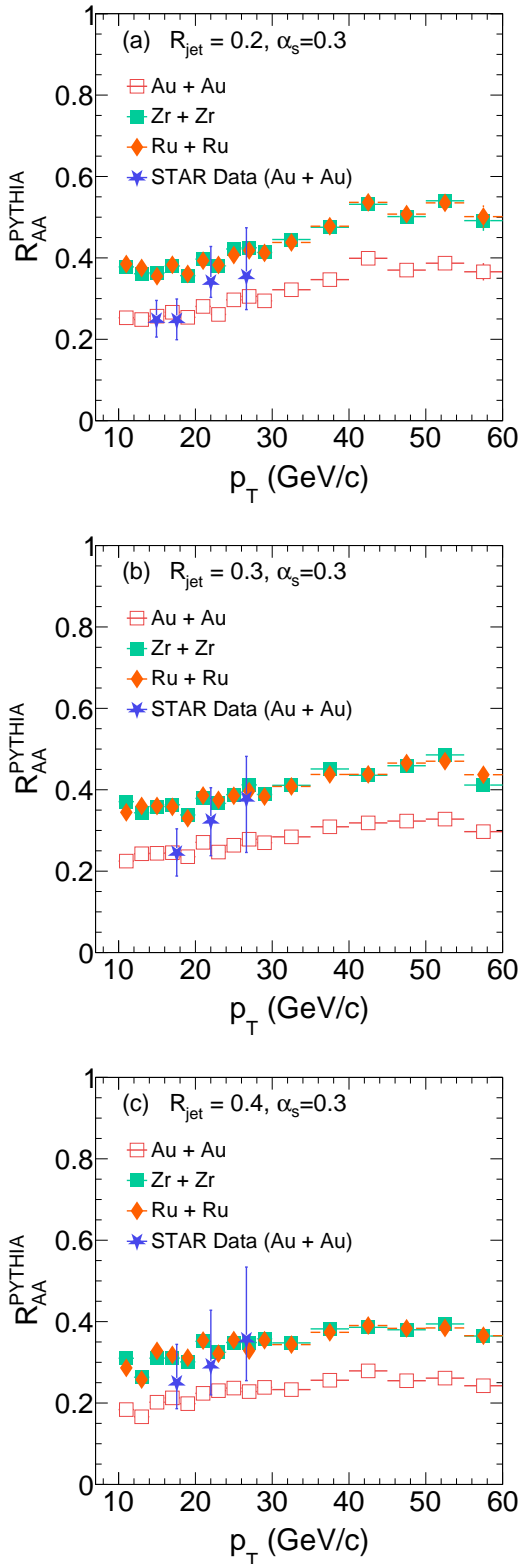 (a) R_jet = 0.2, α_s=0.3
1
Au + Au
Zr + Zr
0.8
Ru + Ru
STAR Data (Au + Au)
0.6
R_AA^PYTHIA
0.4
0.2
0
10 20 30 40 50 60
p_T (GeV/c)
(b) R_jet = 0.3, α_s=0.3
1
Au + Au
Zr + Zr
0.8
Ru + Ru
STAR Data (Au + Au)
0.6
R_AA^PYTHIA
0.4
0.2
0
10 20 30 40 50 60
p_T (GeV/c)
(c) R_jet = 0.4, α_s=0.3
1
Au + Au
Zr + Zr
0.8
Ru + Ru
STAR Data (Au + Au)
0.6
R_AA^PYTHIA
0.4
0.2
0
10 20 30 40 50 60
p_T (GeV/c)